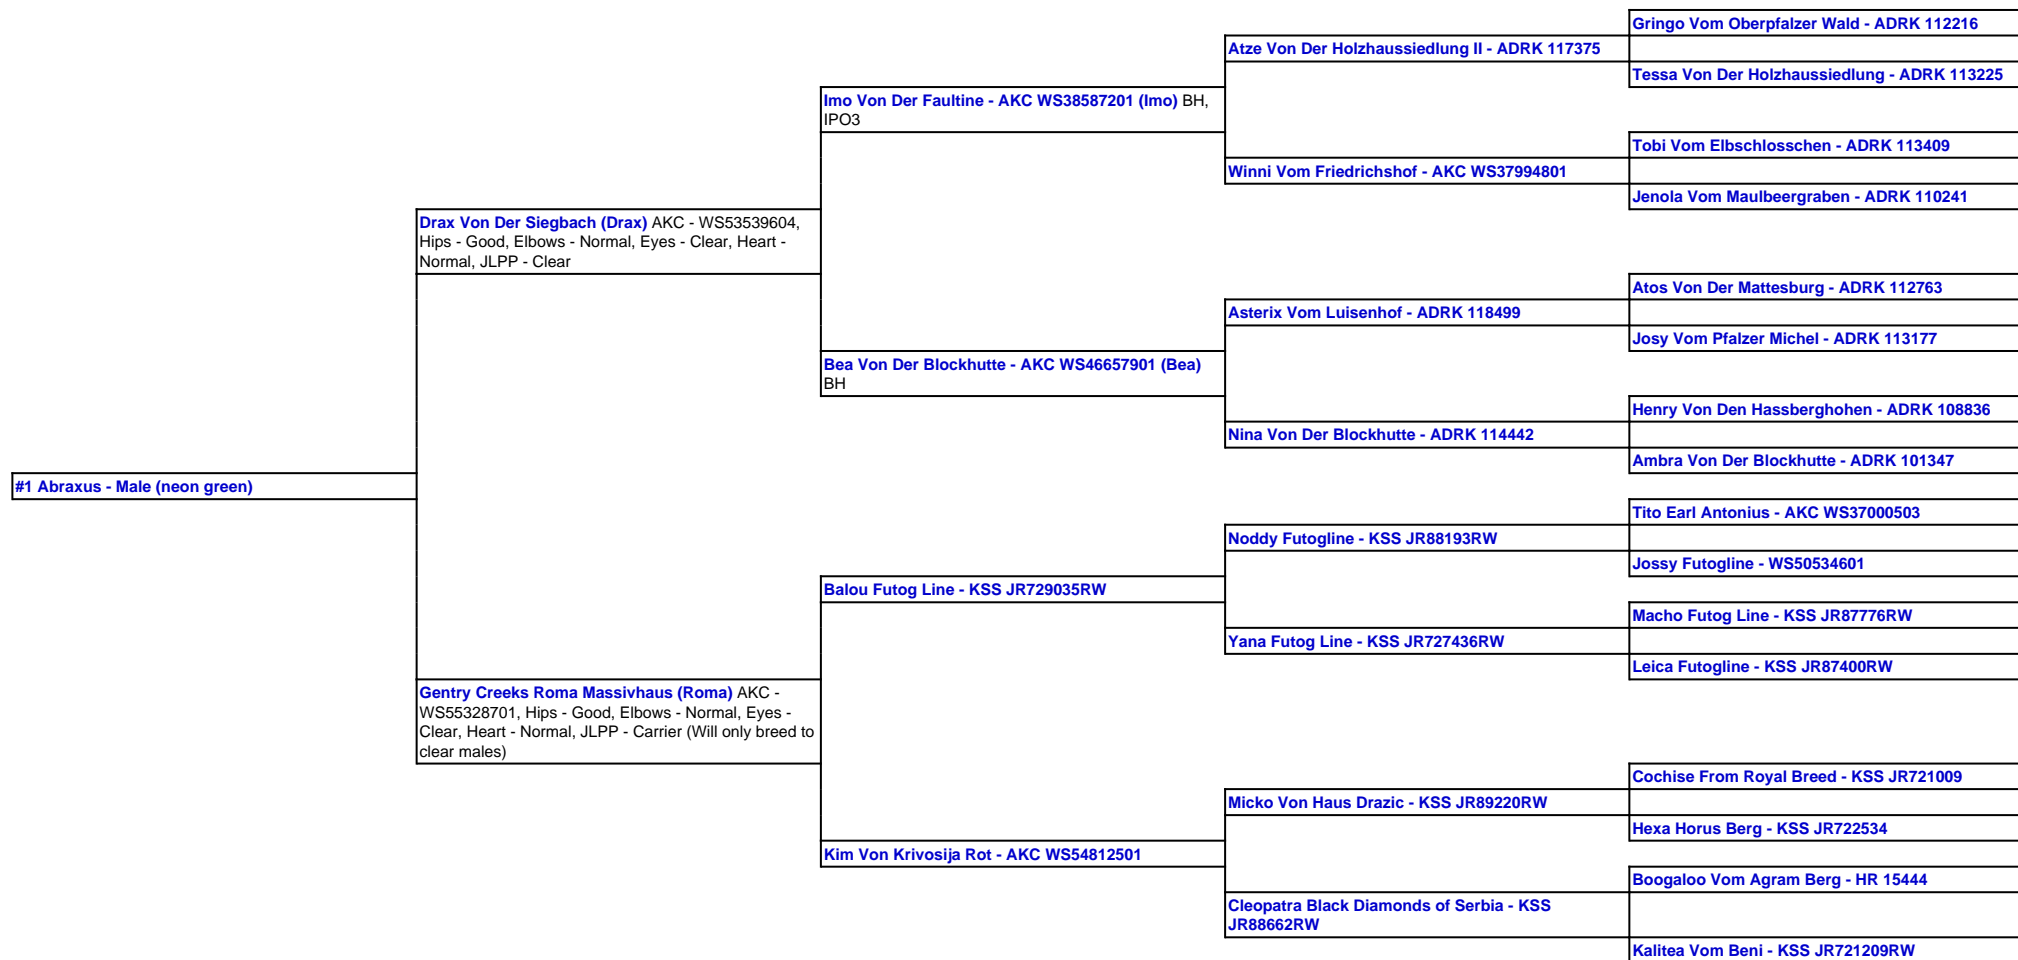 Gringo Vom Oberpfalzer Wald - ADRK 112216
Atze Von Der Holzhaussiedlung II - ADRK 117375
Tessa Von Der Holzhaussiedlung - ADRK 113225
Imo Von Der Faultine - AKC WS38587201 (Imo) BH,
IPO3
Tobi Vom Elbschlosschen - ADRK 113409
Winni Vom Friedrichshof - AKC WS37994801
Jenola Vom Maulbeergraben - ADRK 110241
Drax Von Der Siegbach (Drax) AKC - WS53539604,
Hips - Good, Elbows - Normal, Eyes - Clear, Heart -
Normal, JLPP - Clear
Atos Von Der Mattesburg - ADRK 112763
Asterix Vom Luisenhof - ADRK 118499
Josy Vom Pfalzer Michel - ADRK 113177
Bea Von Der Blockhutte - AKC WS46657901 (Bea)
BH
Henry Von Den Hassberghohen - ADRK 108836
Nina Von Der Blockhutte - ADRK 114442
Ambra Von Der Blockhutte - ADRK 101347
#1 Abraxus - Male (neon green)
Tito Earl Antonius - AKC WS37000503
Noddy Futogline - KSS JR88193RW
Jossy Futogline - WS50534601
Balou Futog Line - KSS JR729035RW
Macho Futog Line - KSS JR87776RW
Yana Futog Line - KSS JR727436RW
Leica Futogline - KSS JR87400RW
Gentry Creeks Roma Massivhaus (Roma) AKC -
WS55328701, Hips - Good, Elbows - Normal, Eyes -
Clear, Heart - Normal, JLPP - Carrier (Will only breed to
clear males)
Cochise From Royal Breed - KSS JR721009
Micko Von Haus Drazic - KSS JR89220RW
Hexa Horus Berg - KSS JR722534
Kim Von Krivosija Rot - AKC WS54812501
Boogaloo Vom Agram Berg - HR 15444
Cleopatra Black Diamonds of Serbia - KSS
JR88662RW
Kalitea Vom Beni - KSS JR721209RW